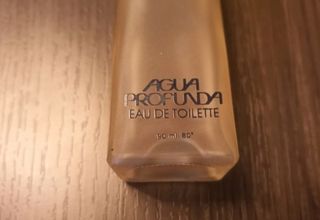 AGUA
PROFUNDA
EAU DE TOILETTE
50 ml. 80°